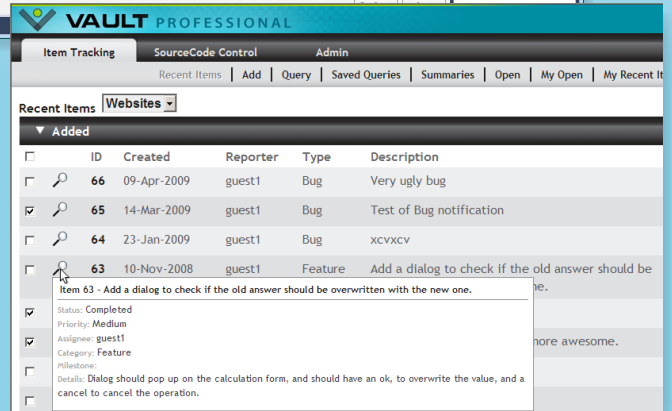 VAULT PROFESSIONAL
Item Tracking SourceCode Control Admin
Recent Items | Add | Query | Saved Queries | Summaries | Open | My Open | My Recent It
Recent Items Websites
Added
ID Created Reporter Type Description
66 09-Apr-2009 guest1 Bug Very ugly bug
65 14-Mar-2009 guest1 Bug Test of Bug notification
64 23-Jan-2009 guest1 Bug xcvxcv
63 10-Nov-2008 guest1 Feature Add a dialog to check if the old answer should be
ne.
Item 63 - Add a dialog to check if the old answer should be overwritten with the new one.
Status: Completed
Priority: Medium
Assignee: guest1
more awesome.
Category: Feature
Milestone:
Details: Dialog should pop up on the calculation form, and should have an ok, to overwrite the value, and a
cancel to cancel the operation.